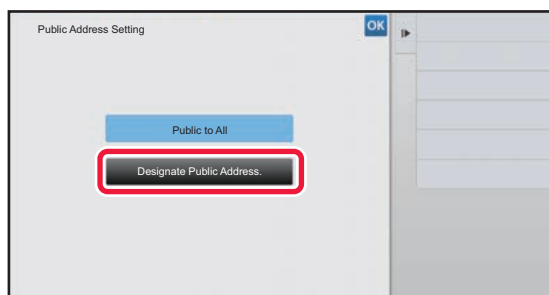 Public Address Setting
OK
Public to All
Designate Public Address.